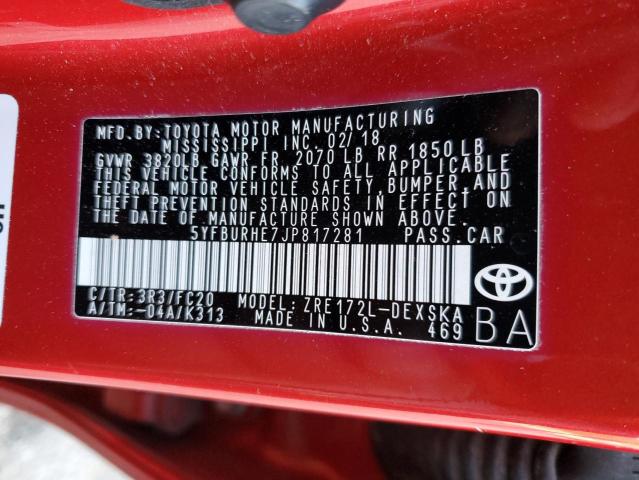 MFD. BY: TOYOTA MOTOR MANUFACTURING
MISSISSIPPI INC. 02/18
GVWR 3820LB GAWR FR 2070 LB RR 1850 LB
THIS VEHICLE CONFORMS TO ALL APPLICABLE
FEDERAL MOTOR VEHICLE SAFETY, BUMPER, AND
THEFT PREVENTION STANDARDS IN EFFECT ON
THE DATE OF MANUFACTURE SHOWN ABOVE.
5YFBURHE7JP817281 PASS. CAR
C/TR: 3R3/FC20 MODEL: ZRE172L-DEXSKA
A/TM: -04A/K313 MADE IN U.S.A. 469
BA